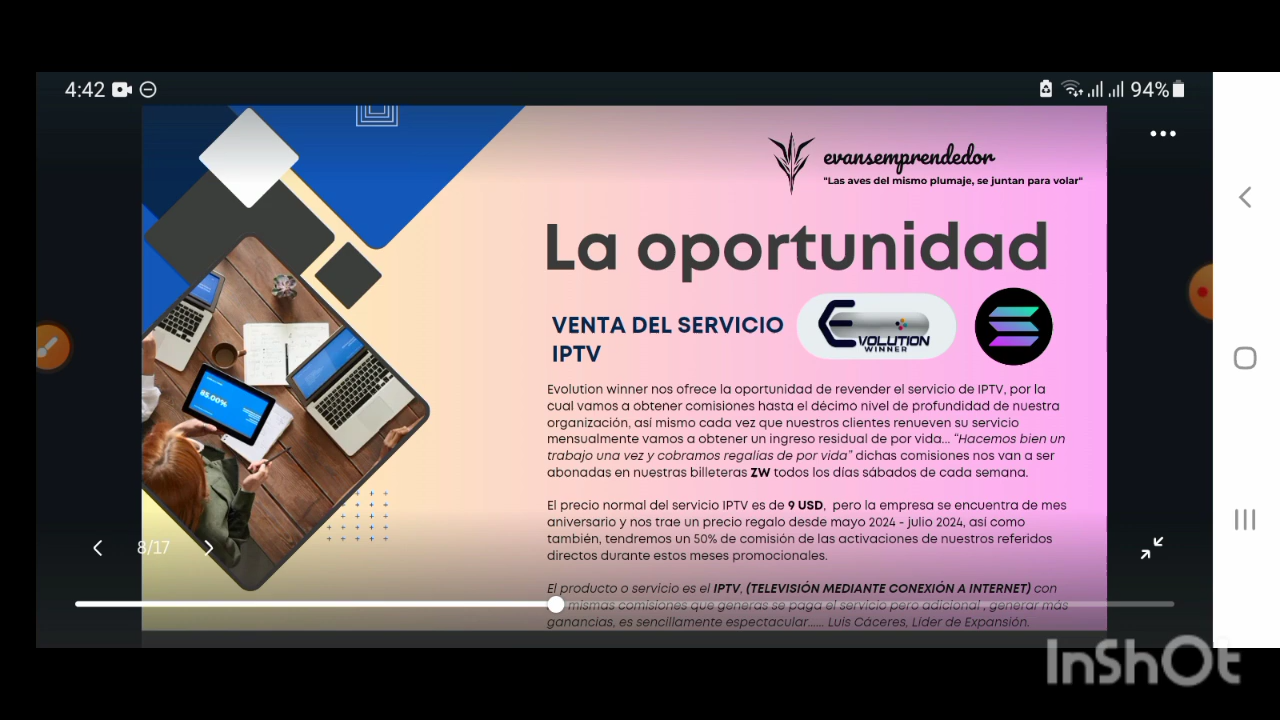 4:42
94%
evansemprendedor
"Las aves del mismo plumaje, se juntan para volar"
La oportunidad
VENTA DEL SERVICIO
IPTV
EVOLUTION
WINNER
85.00%
Evolution winner nos ofrece la oportunidad de revender el servicio de IPTV, por la
cual vamos a obtener comisiones hasta el décimo nivel de profundidad de nuestra
organización, así mismo cada vez que nuestros clientes renueven su servicio
mensualmente vamos a obtener un ingreso residual de por vida... "Hacemos bien un
trabajo una vez y cobramos regalías de por vida" dichas comisiones nos van a ser
abonadas en nuestras billeteras ZW todos los días sábados de cada semana.
El precio normal del servicio IPTV es de 9 USD, pero la empresa se encuentra de mes
aniversario y nos trae un precio regalo desde mayo 2024 - julio 2024, así como
también, tendremos un 50% de comisión de las activaciones de nuestros referidos
directos durante estos meses promocionales.
8/17
El producto o servicio es el IPTV, (TELEVISIÓN MEDIANTE CONEXIÓN A INTERNET) con
mismas comisiones que generas se paga el servicio pero adicional , generar más
ganancias, es sencillamente espectacular...... Luis Cáceres, Líder de Expansión.
InShOt